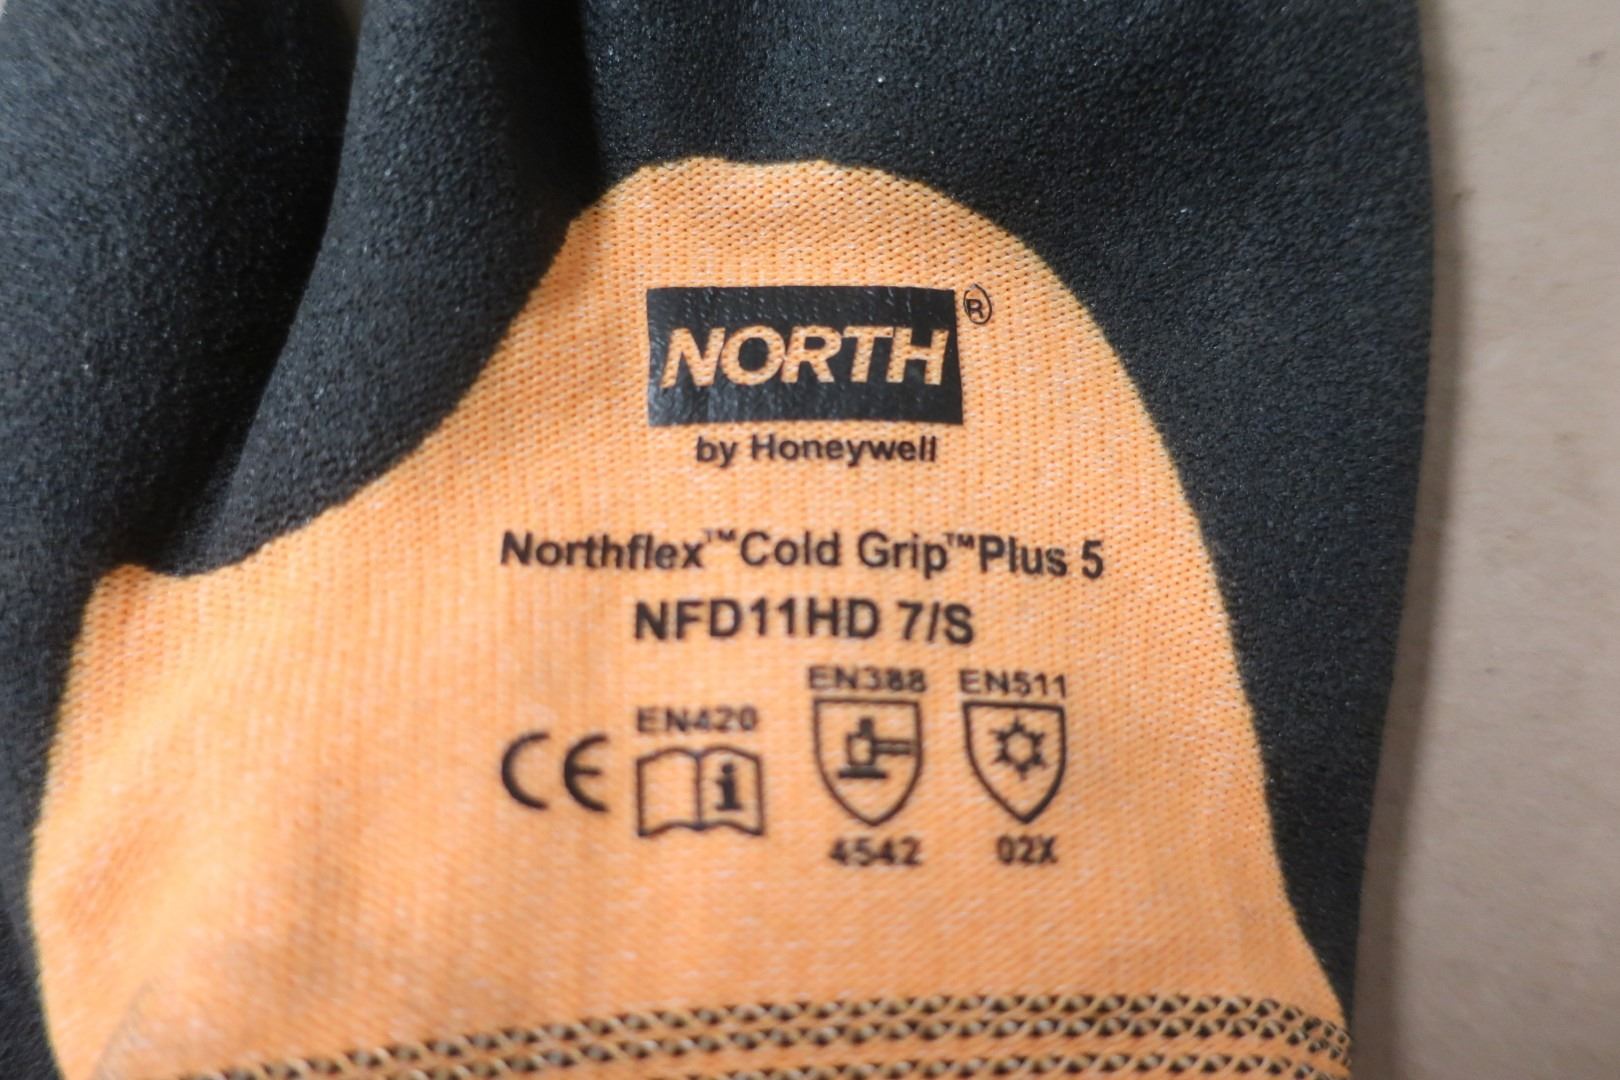 NORTH®
by Honeywell
Northflex™ Cold Grip™ Plus 5
NFD11HD 7/S
EN388 EN511
CE EN420
4542 02X